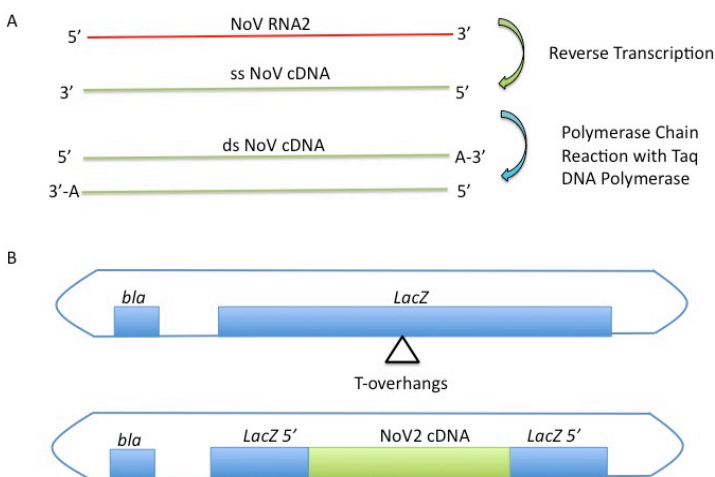 A
NoV RNA2
5’
3’
Reverse Transcription
ss NoV cDNA
3’
5’
ds NoV cDNA
5’
A-3’
3’-A
5’
Polymerase Chain
Reaction with Taq
DNA Polymerase
B
bla
LacZ
T-overhangs
bla
LacZ 5’
NoV2 cDNA
LacZ 5’